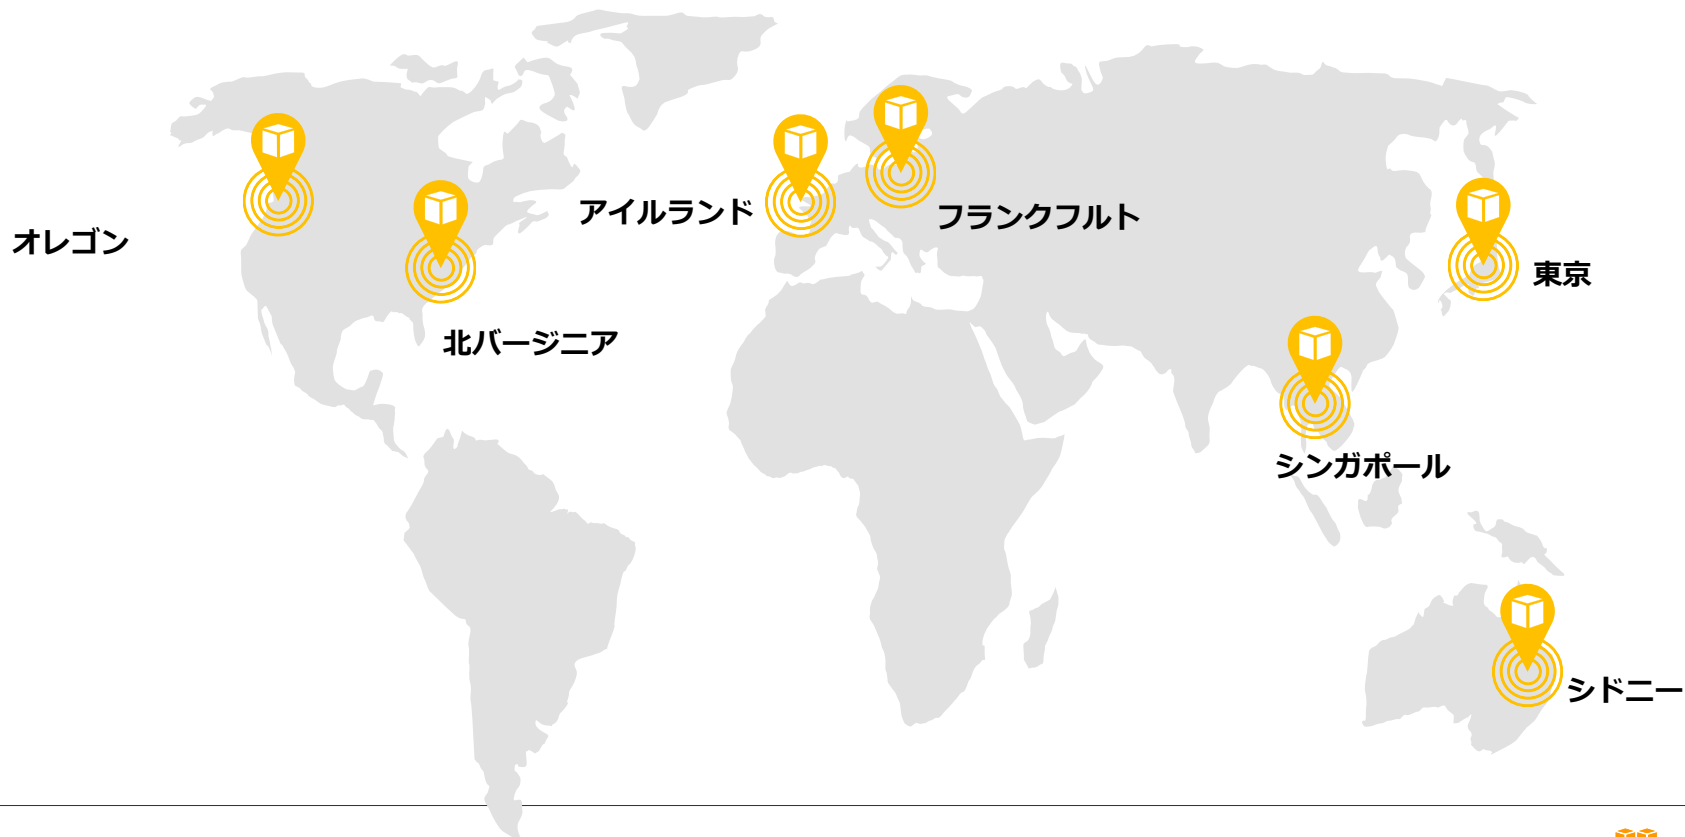 アイルランド
フランクフルト
オレゴン
東京
北バージニア
シンガポール
シドニー